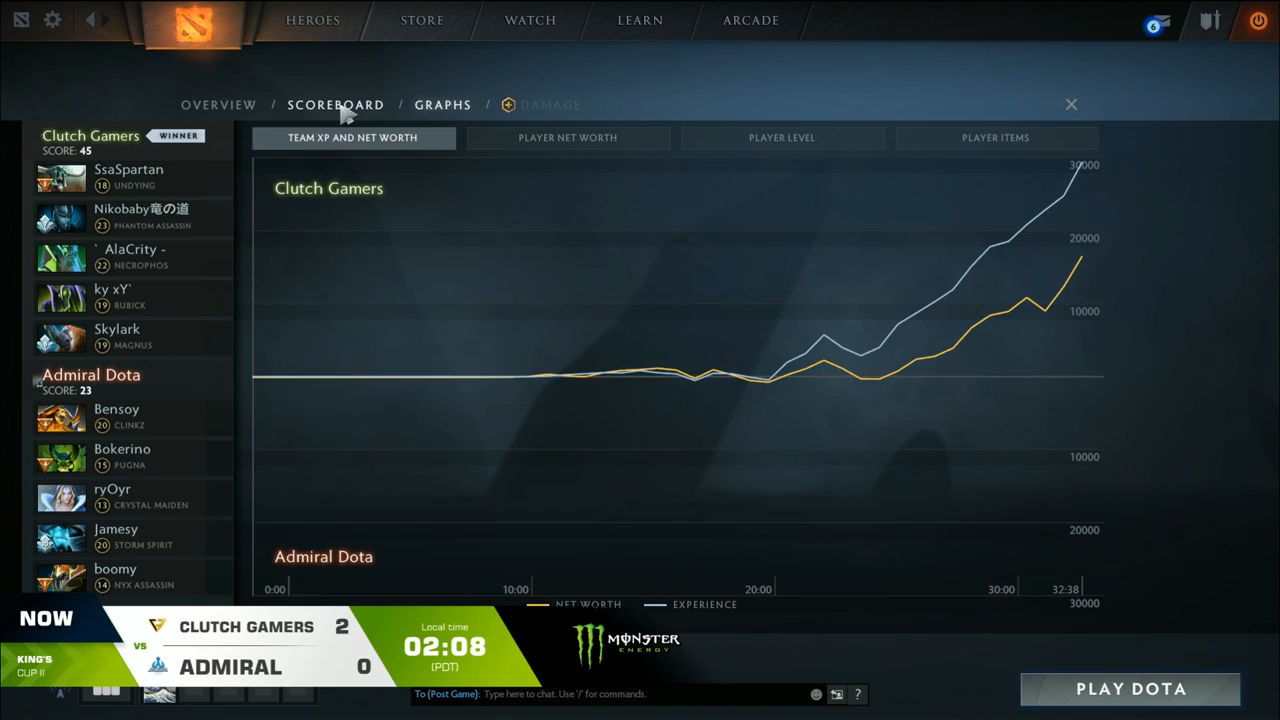 HEROES
STORE
WATCH
LEARN
ARCADE
6
OVERVIEW / SCOREBOARD / GRAPHS / DAMAGE
Clutch Gamers WINNER
SCORE: 45
SsaSpartan
18 UNDYING
Nikobaby竜の道
23 PHANTOM ASSASSIN
` AlaCrity -
22 NECROPHOS
ky xY`
19 RUBICK
Skylark
19 MAGNUS
Admiral Dota
SCORE: 23
Bensoy
20 CLINKZ
Bokerino
15 PUGNA
ryOyr
13 CRYSTAL MAIDEN
Jamesy
20 STORM SPIRIT
boomy
14 NYX ASSASSIN
TEAM XP AND NET WORTH
PLAYER NET WORTH
PLAYER LEVEL
PLAYER ITEMS
Clutch Gamers
30000
20000
10000
10000
20000
Admiral Dota
0:00
10:00
20:00
30:00
32:38
30000
NET WORTH
EXPERIENCE
NOW
KING'S
CUP II
CLUTCH GAMERS 2
VS
ADMIRAL 0
Local time
02:08
(PDT)
MONSTER
ENERGY
To (Post Game): Type here to chat. Use '/' for commands.
?
PLAY DOTA